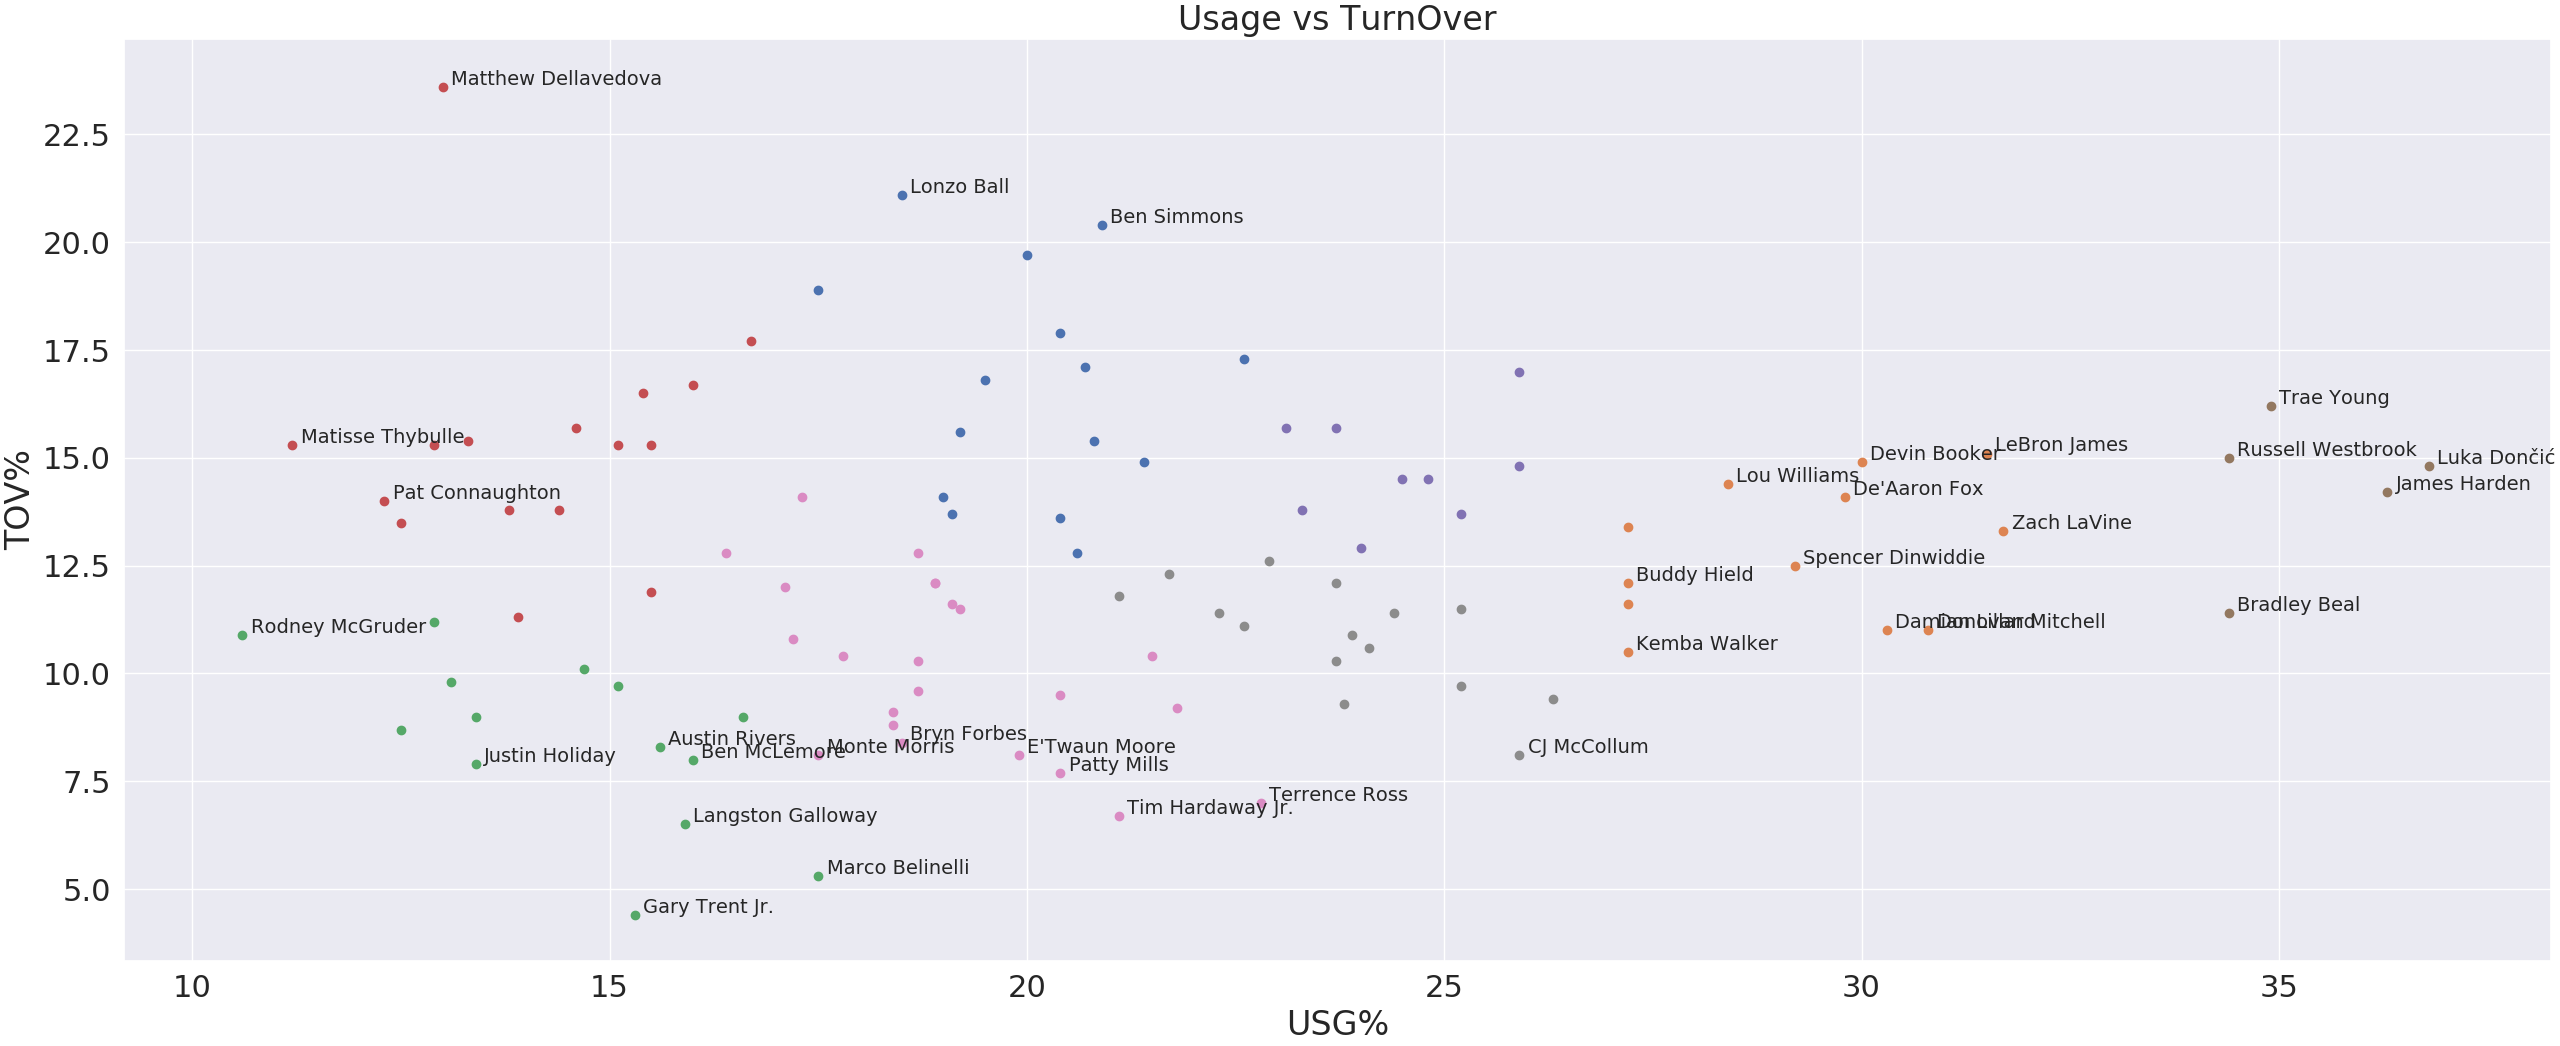 Usage vs TurnOver
Matthew Dellavedova
22.5
Lonzo Ball
Ben Simmons
20.0
17.5
Trae Young
Matisse Thybulle
LeBron James
Devin Booker
Russell Westbrook
Luka Dončić
15.0
Lou Williams
De'Aaron Fox
James Harden
Pat Connaughton
Zach LaVine
TOV%
12.5
Spencer Dinwiddie
Buddy Hield
Bradley Beal
Rodney McGruder
Damian Lillard
Donovan Mitchell
Kemba Walker
10.0
Austin Rivers
Bryn Forbes
Ben McLemore
Monte Morris
E'Twaun Moore
CJ McCollum
Justin Holiday
Patty Mills
7.5
Terrence Ross
Tim Hardaway Jr.
Langston Galloway
Marco Belinelli
5.0
Gary Trent Jr.
10
15
20
25
30
35
USG%